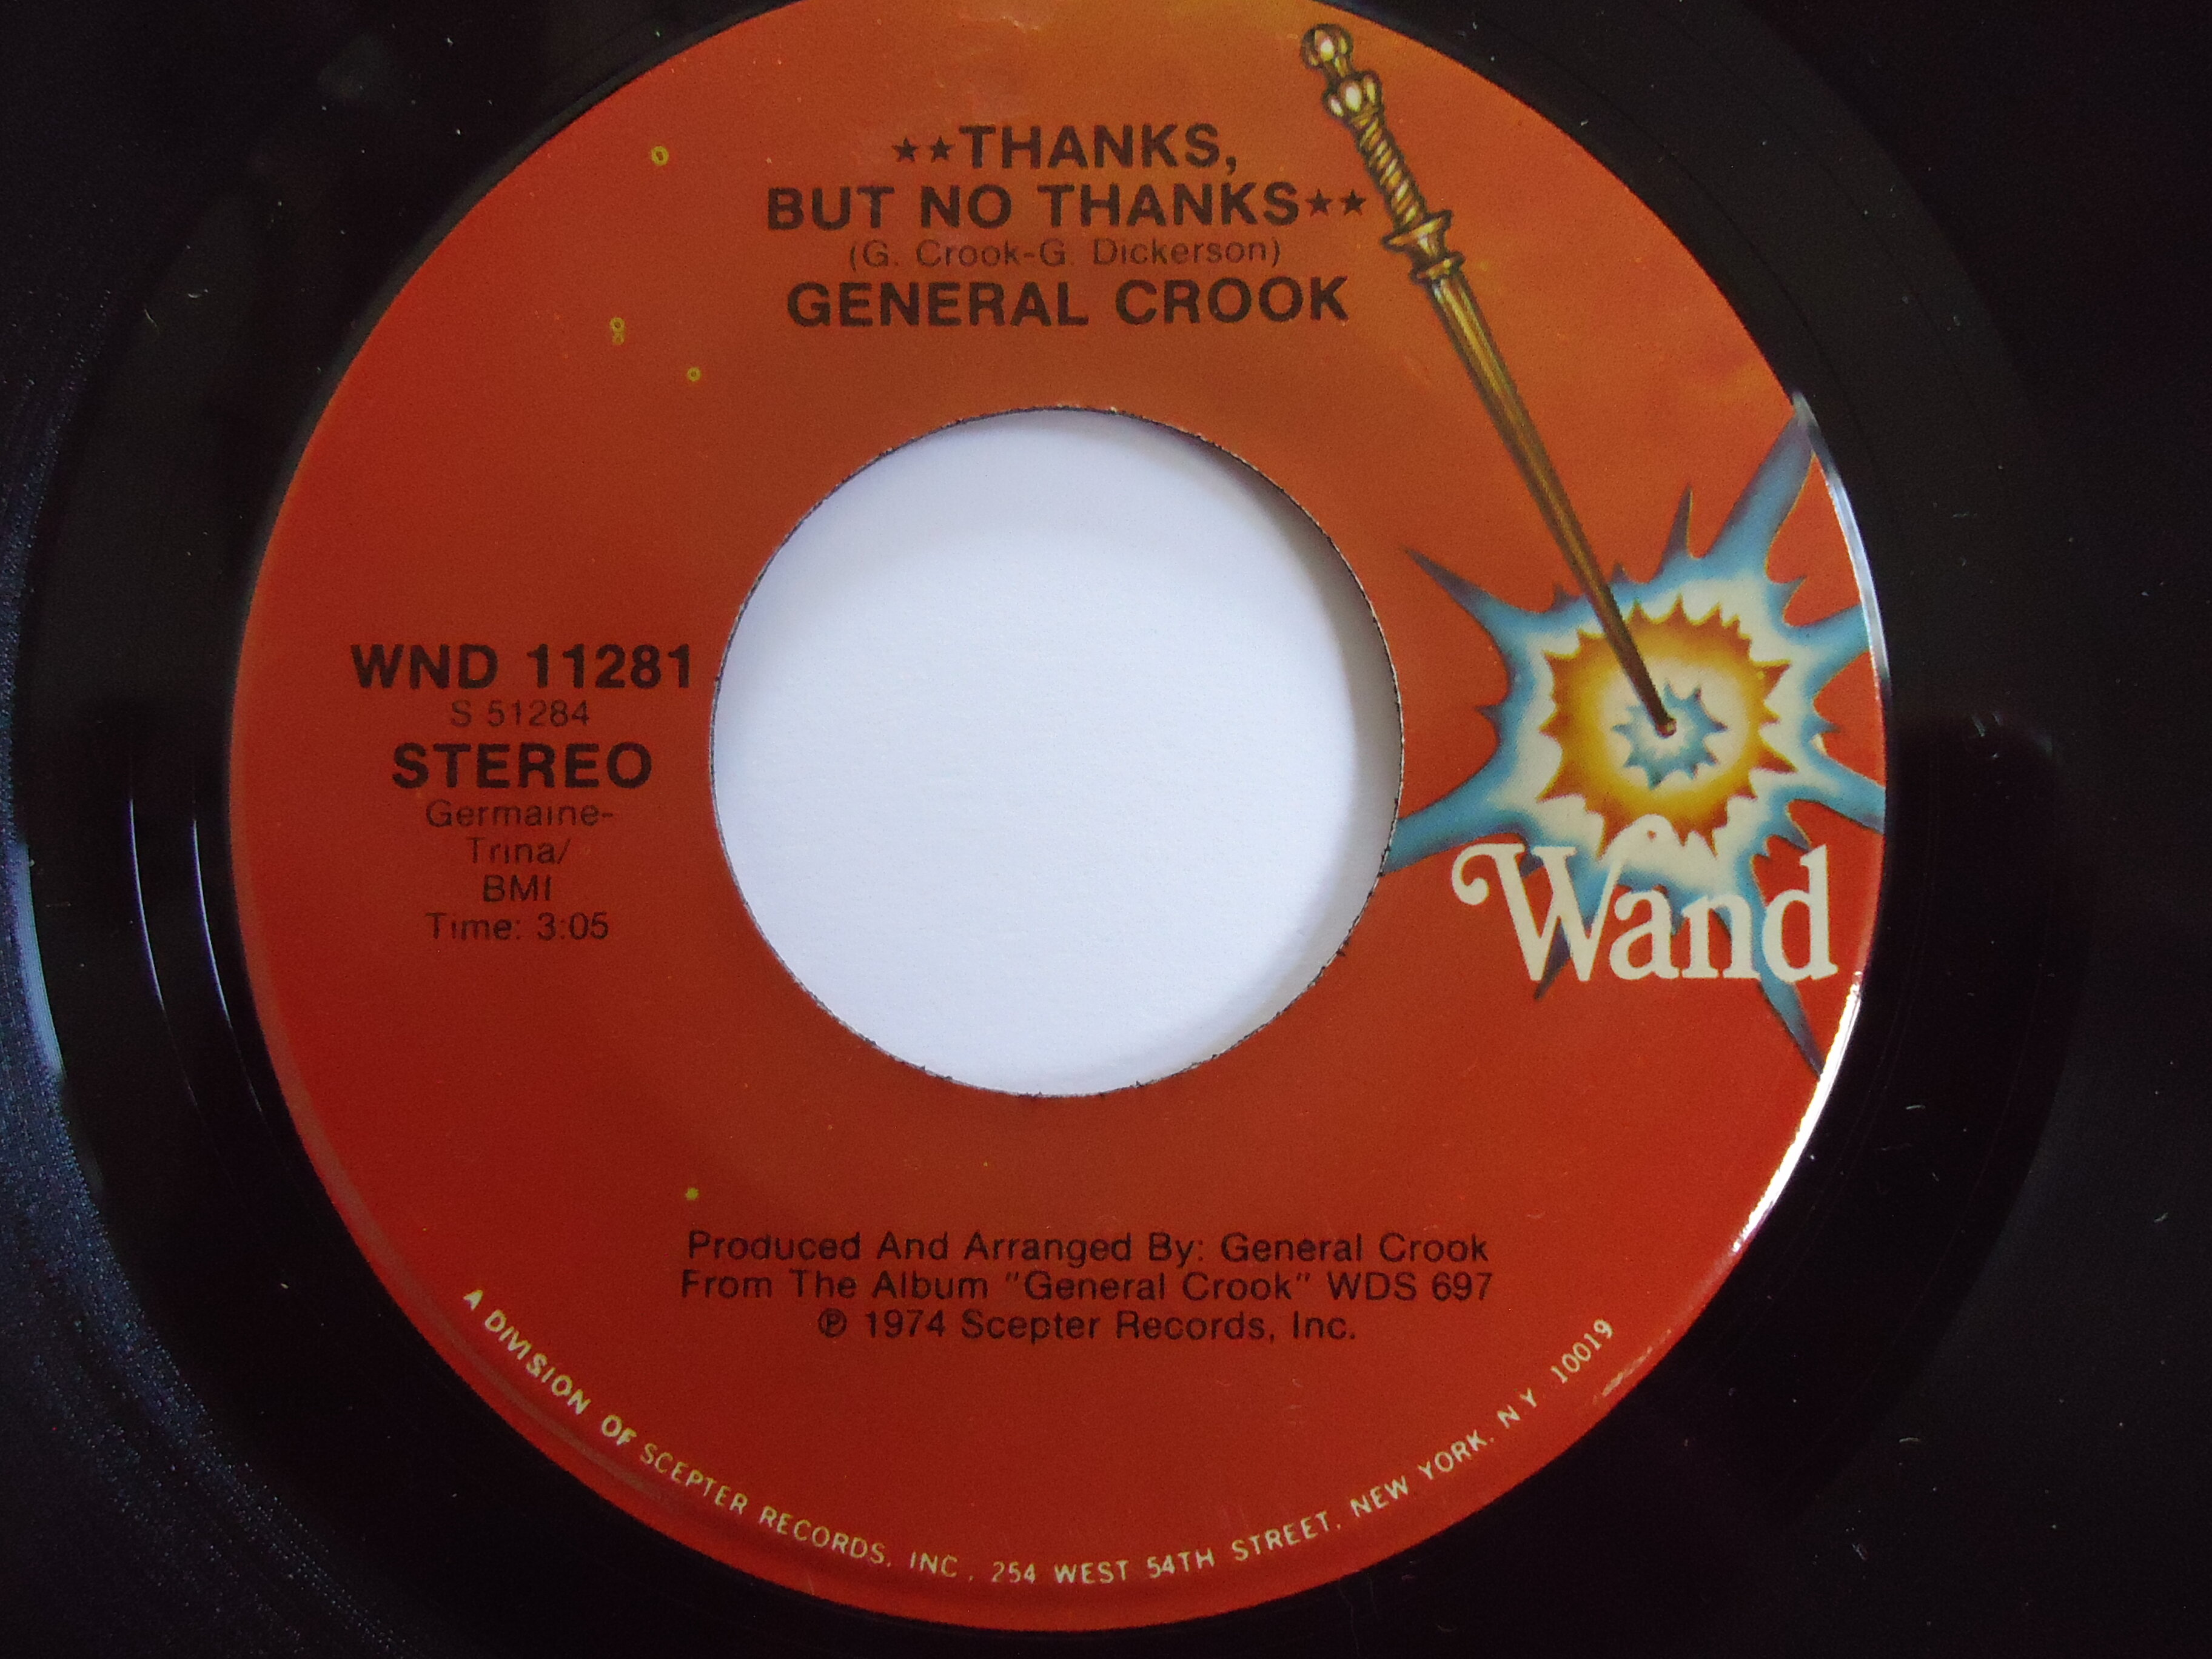 ★★THANKS,
BUT NO THANKS★★
(G. Crook-G. Dickerson)
GENERAL CROOK
WND 11281
S 51284
STEREO
Germaine-
Trina/
BMI
Time: 3:05
Wand
Produced And Arranged By: General Crook
From The Album "General Crook" WDS 697
℗ 1974 Scepter Records, Inc.
A DIVISION OF SCEPTER RECORDS, INC., 254 WEST 54TH STREET, NEW YORK, N.Y. 10019